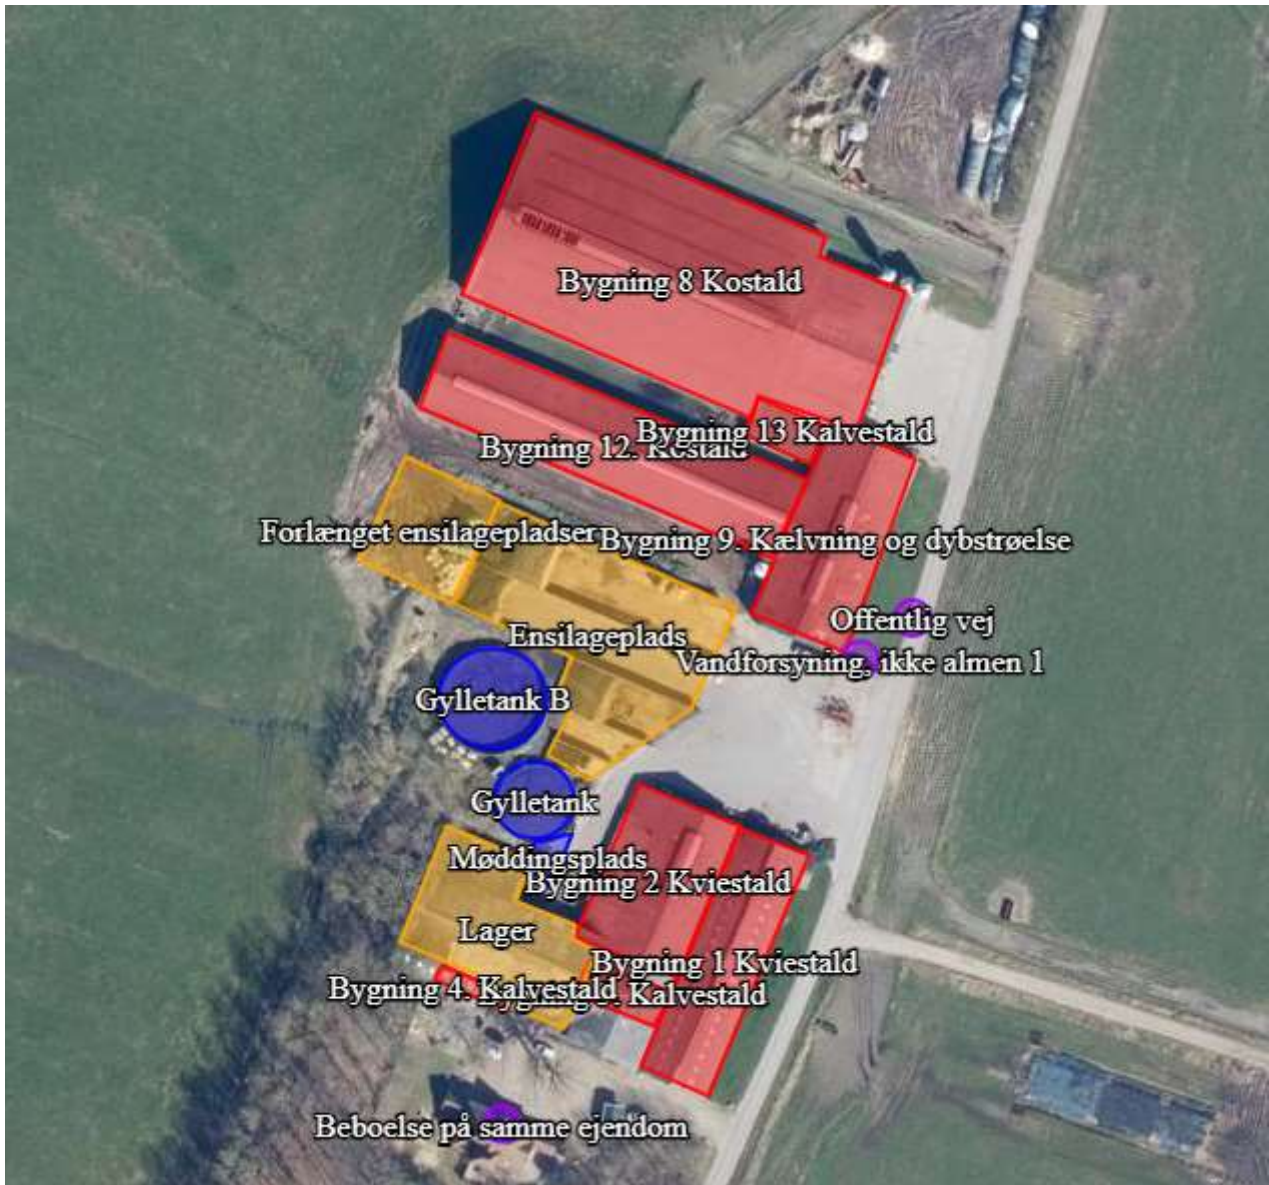 Bygning 8 Kostald
Bygning 13 Kalvestald
Bygning 12. Kostald
Forlænget ensilagepladser
Bygning 9. Kælvning og dybstrøelse
Offentlig vej
Ensilageplads
Vandforsyning, ikke almen 1
Gylletank B
Gylletank
Møddingsplads
Bygning 2 Kviestald
Lager
Bygning 1 Kviestald
Bygning 4. Kalvestald
Kalvestald
Beboelse på samme ejendom